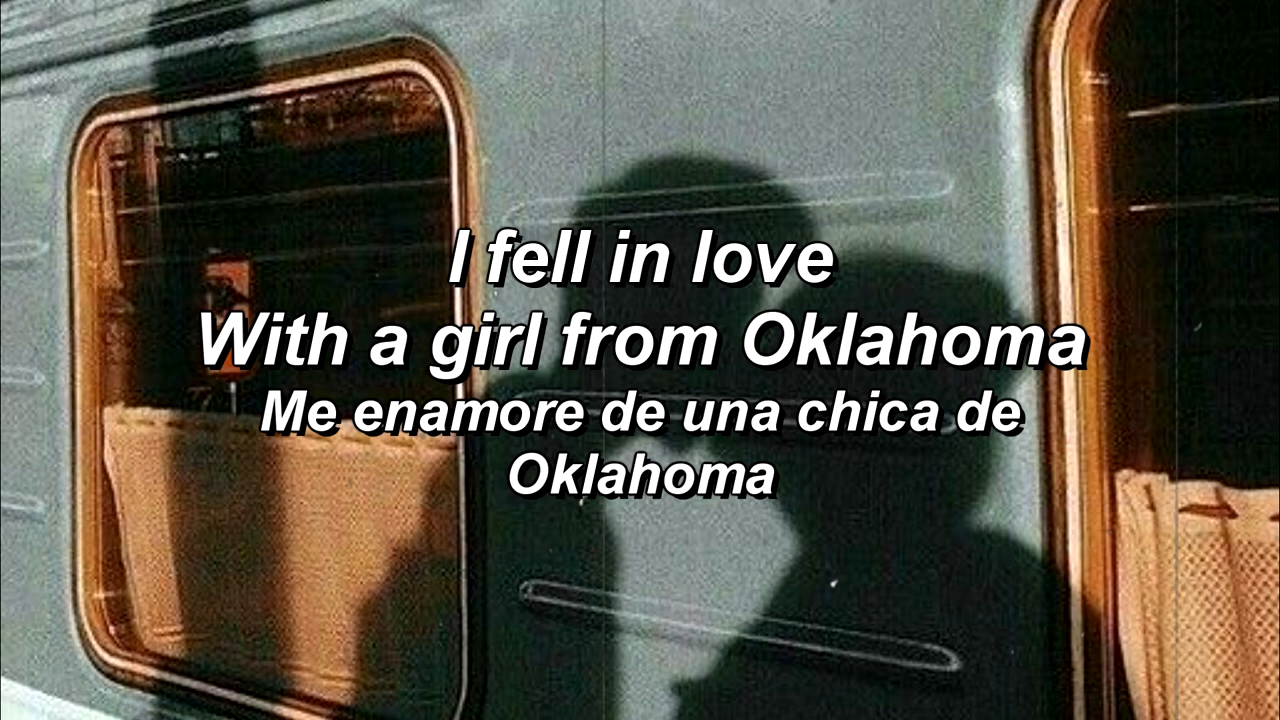 I fell in love
With a girl from Oklahoma
Me enamore de una chica de
Oklahoma